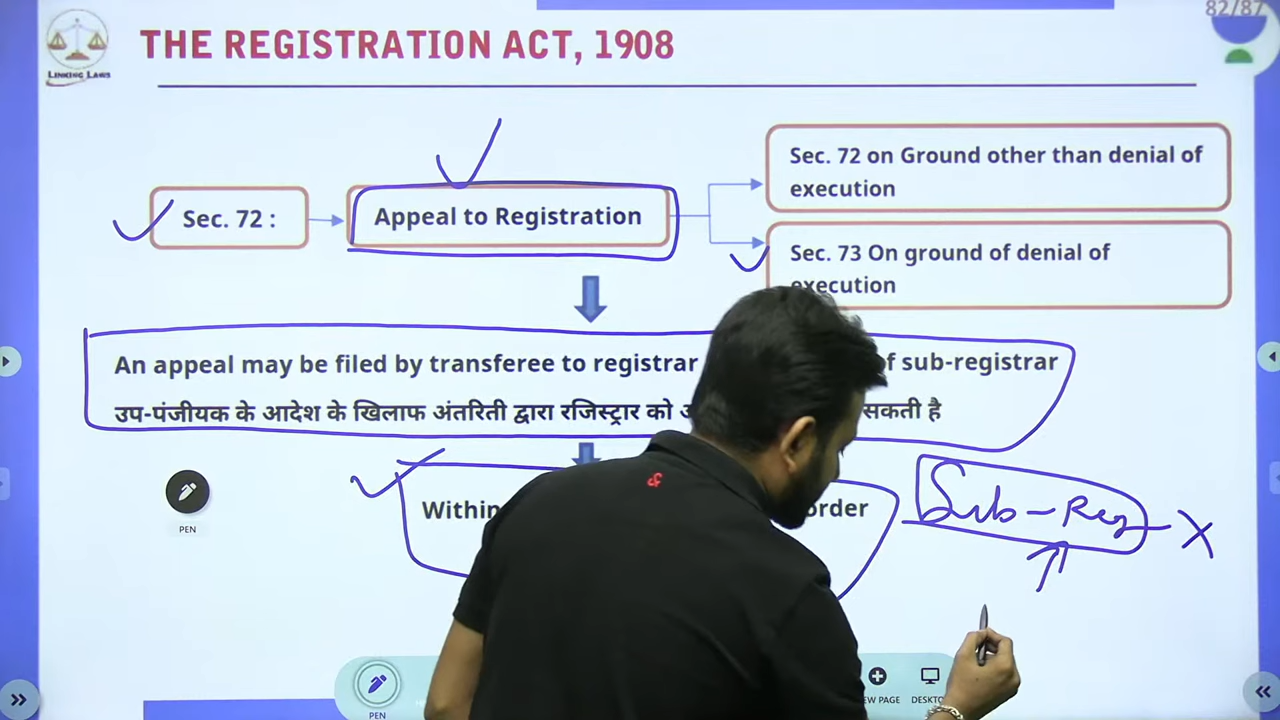 82/87
LINKING LAWS
THE REGISTRATION ACT, 1908
Sec. 72 :
Appeal to Registration
Sec. 72 on Ground other than denial of
execution
Sec. 73 On ground of denial of
execution
An appeal may be filed by transferee to registrar of sub-registrar
उप-पंजीयक के आदेश के खिलाफ अंतरिती द्वारा रजिस्ट्रार को सकती है
Within order
Sub-Reg X
PEN
PEN
NEW PAGE